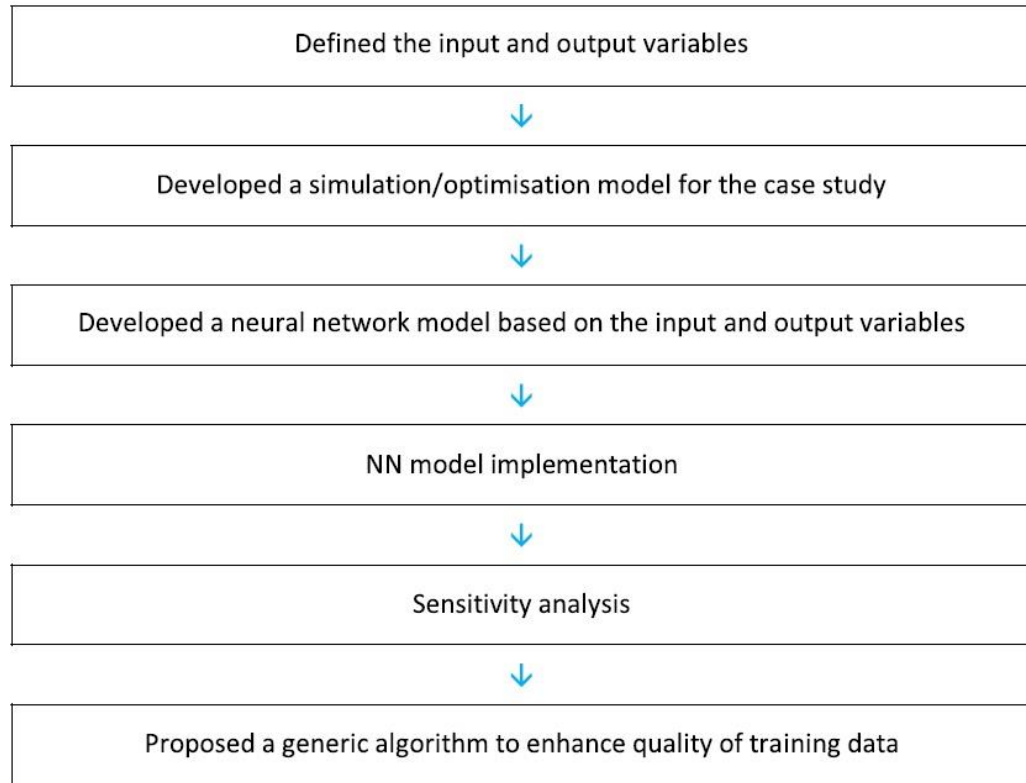 Defined the input and output variables
Developed a simulation/optimisation model for the case study
Developed a neural network model based on the input and output variables
NN model implementation
Sensitivity analysis
Proposed a generic algorithm to enhance quality of training data